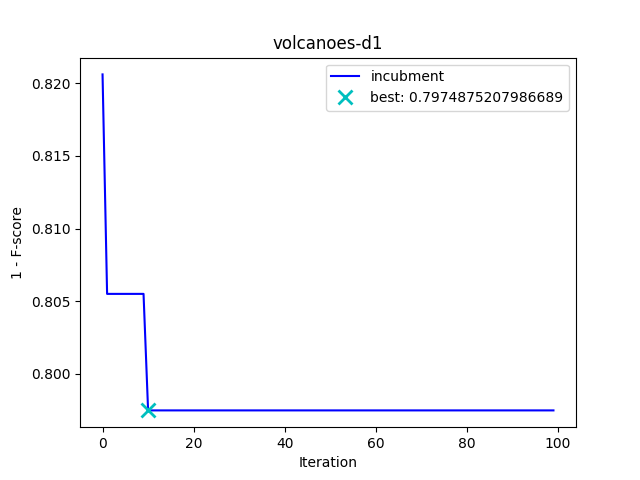 volcanoes-d1
incubment
best: 0.7974875207986689
0.820
0.815
0.810
0.805
0.800
1 - F-score
0 20 40 60 80 100
Iteration